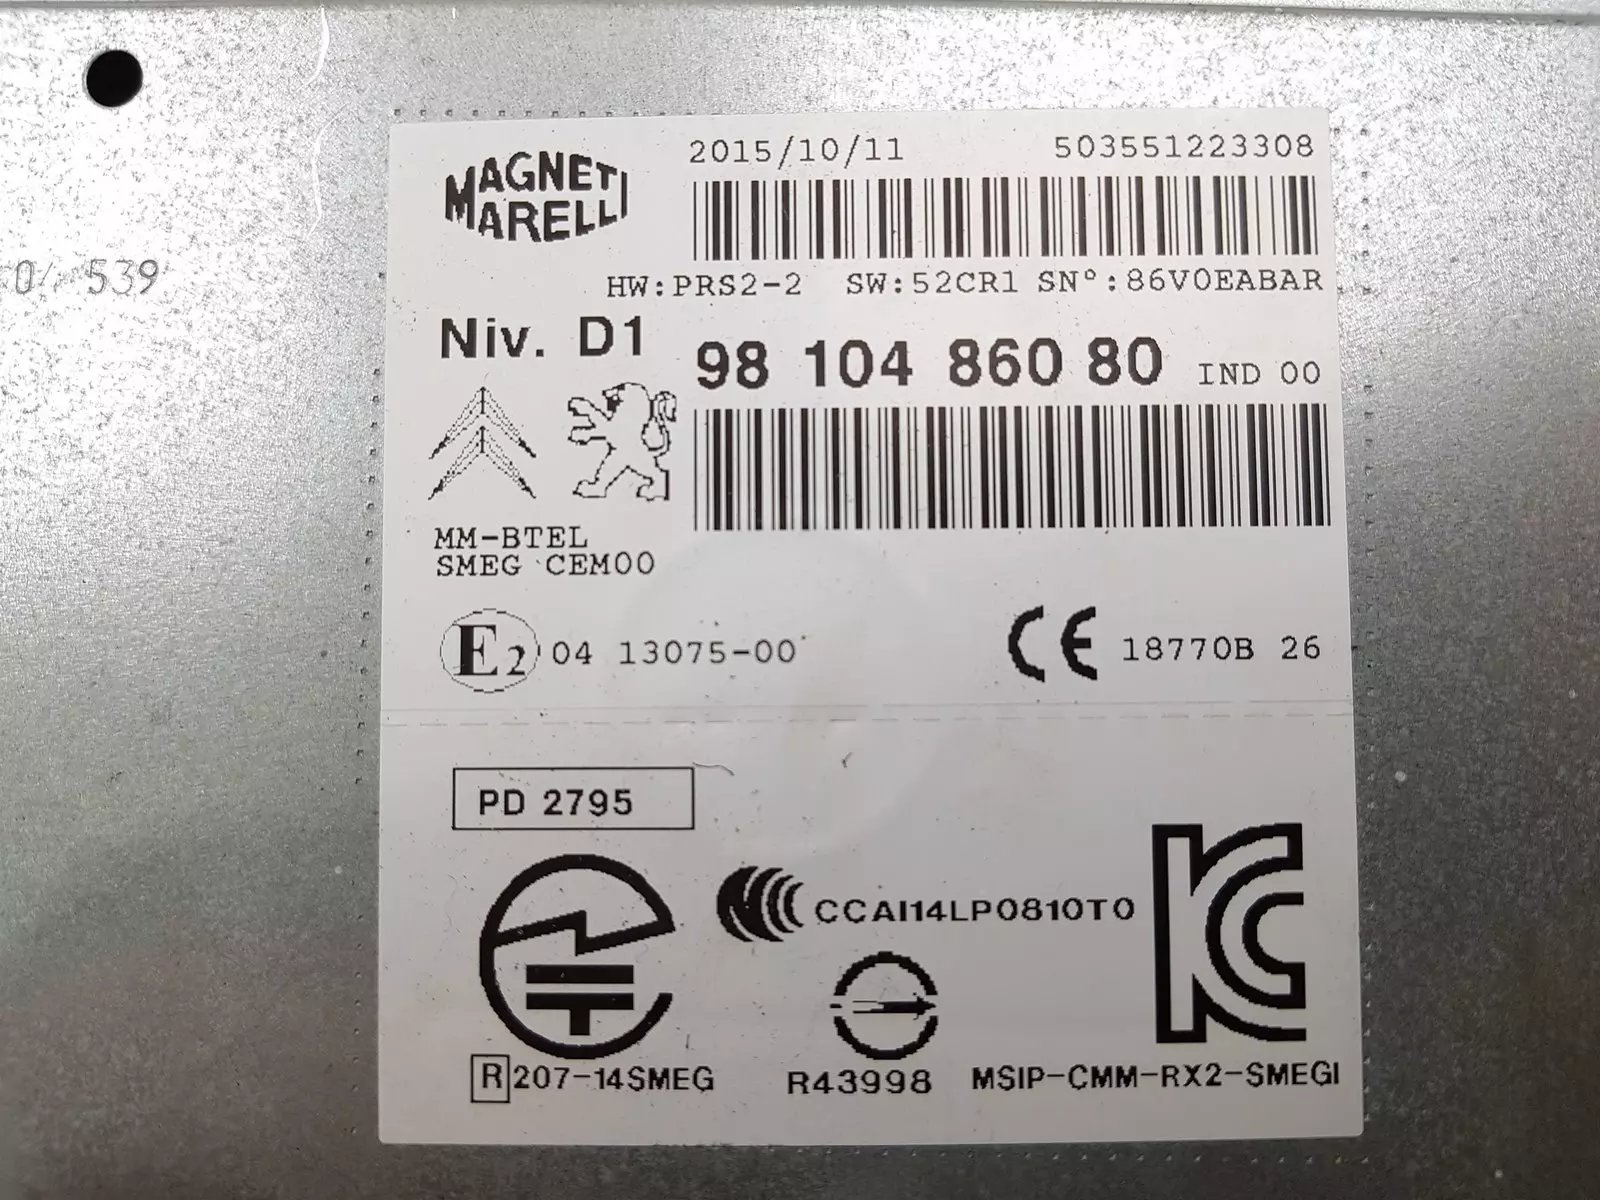 2015/10/11 503551223308
MAGNETI
MARELLI
539
HW:PRS2-2 SW:52CR1 SN°:86V0EABAR
Niv. D1
98 104 860 80 IND 00
MM-BTEL
SMEG CEM00
E2 04 13075-00
CE 18770B 26
PD 2795
CCAI14LP0810T0
R 207-14SMEG
R43998
MSIP-CMM-RX2-SMEGI